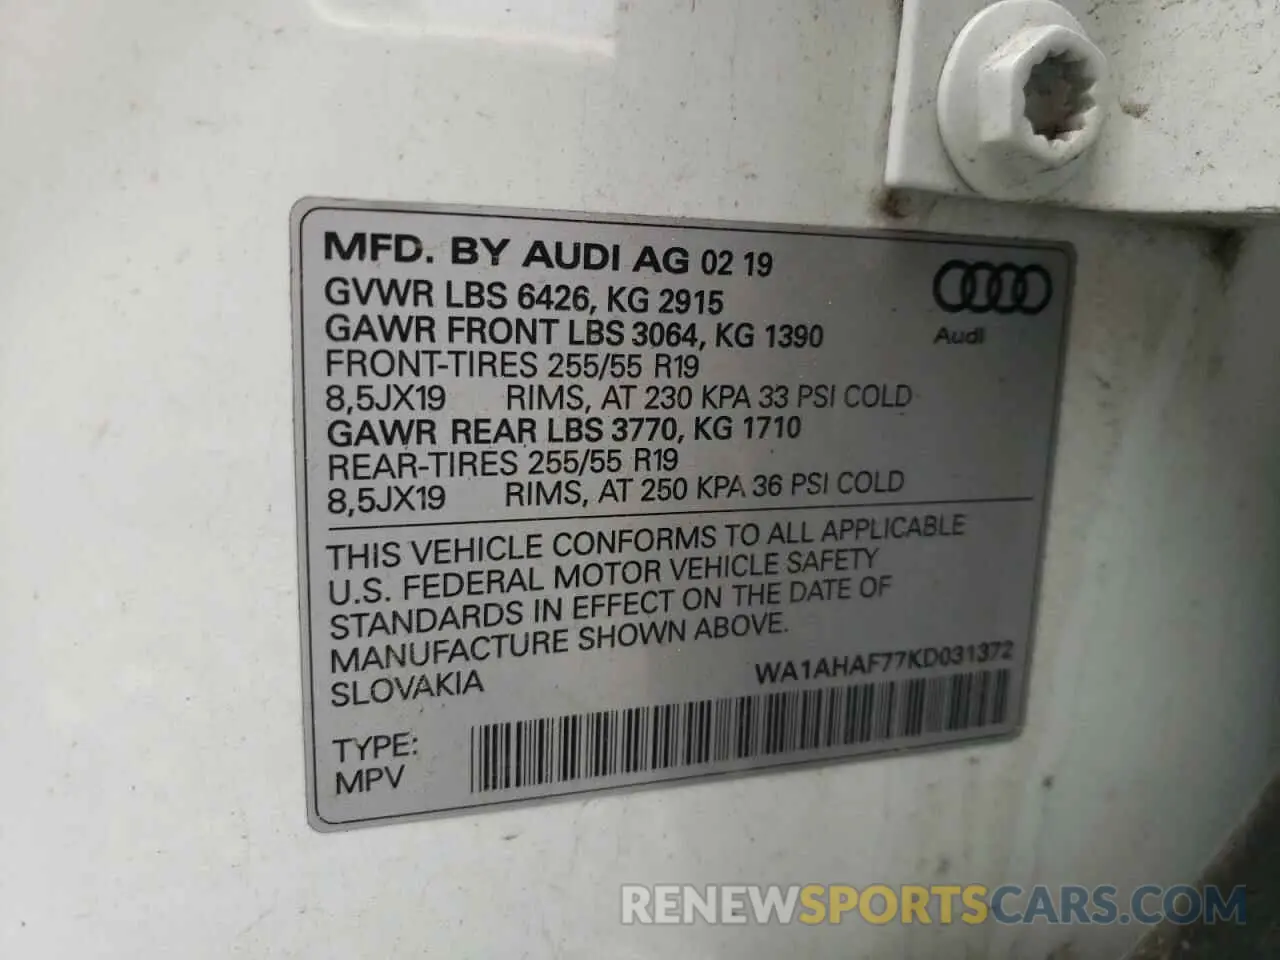 MFD. BY AUDI AG 02 19
GVWR LBS 6426, KG 2915
GAWR FRONT LBS 3064, KG 1390
FRONT-TIRES 255/55 R19
8,5JX19 RIMS, AT 230 KPA 33 PSI COLD
GAWR REAR LBS 3770, KG 1710
REAR-TIRES 255/55 R19
8,5JX19 RIMS, AT 250 KPA 36 PSI COLD
Audi
THIS VEHICLE CONFORMS TO ALL APPLICABLE
U.S. FEDERAL MOTOR VEHICLE SAFETY
STANDARDS IN EFFECT ON THE DATE OF
MANUFACTURE SHOWN ABOVE.
SLOVAKIA
WA1AHAF77KD031372
TYPE:
MPV
RENEWSPORTSCARS.COM